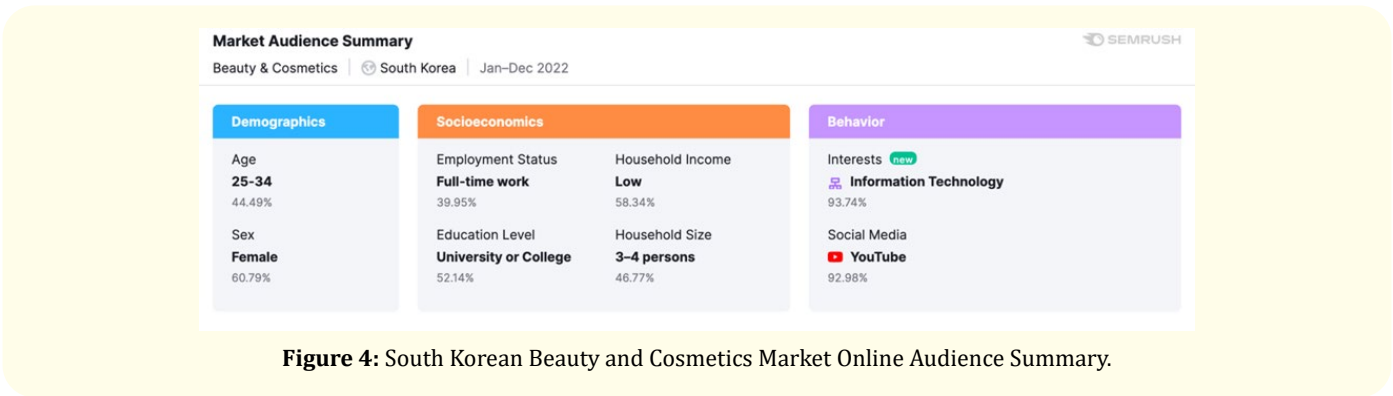 Market Audience Summary
SEMRUSH
Beauty & Cosmetics South Korea Jan–Dec 2022
Demographics
Age
25-34
44.49%
Sex
Female
60.79%
Socioeconomics
Employment Status
Full-time work
39.95%
Education Level
University or College
52.14%
Household Income
Low
58.34%
Household Size
3–4 persons
46.77%
Behavior
Interests new
Information Technology
93.74%
Social Media
YouTube
92.98%
Figure 4: South Korean Beauty and Cosmetics Market Online Audience Summary.